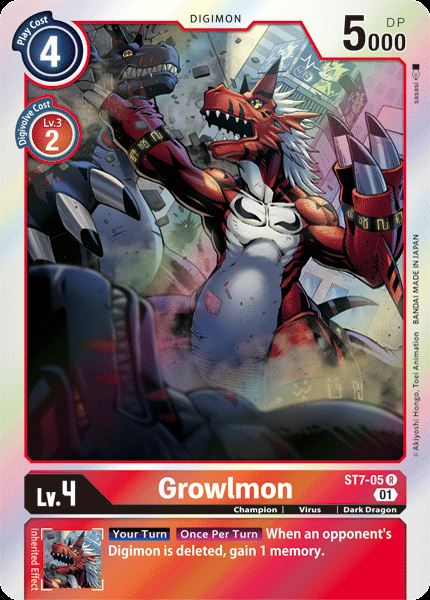 Play Cost
4
DIGIMON
DP
5000
Digivolve Cost
Lv.3
2
sasasi
© Akiyoshi Hongo, Toei Animation BANDAI MADE IN JAPAN
Lv.4
Growlmon
ST7-05 R
01
Champion | Virus | Dark Dragon
Inherited Effect
Your Turn Once Per Turn When an opponent's
Digimon is deleted, gain 1 memory.